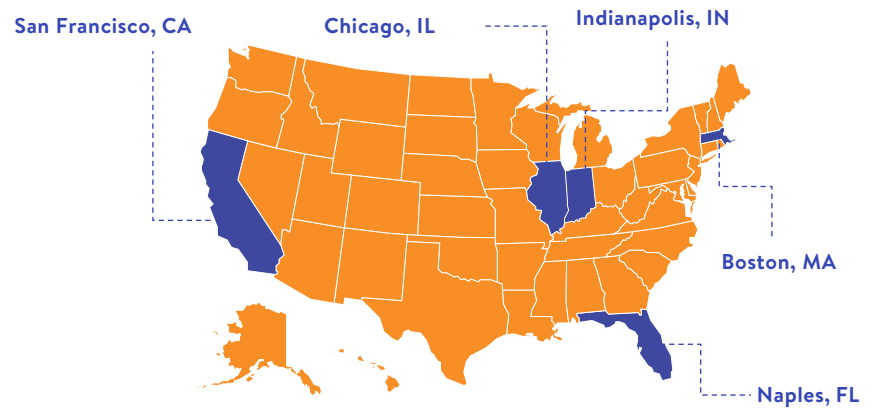 San Francisco, CA
Chicago, IL
Indianapolis, IN
Boston, MA
Naples, FL